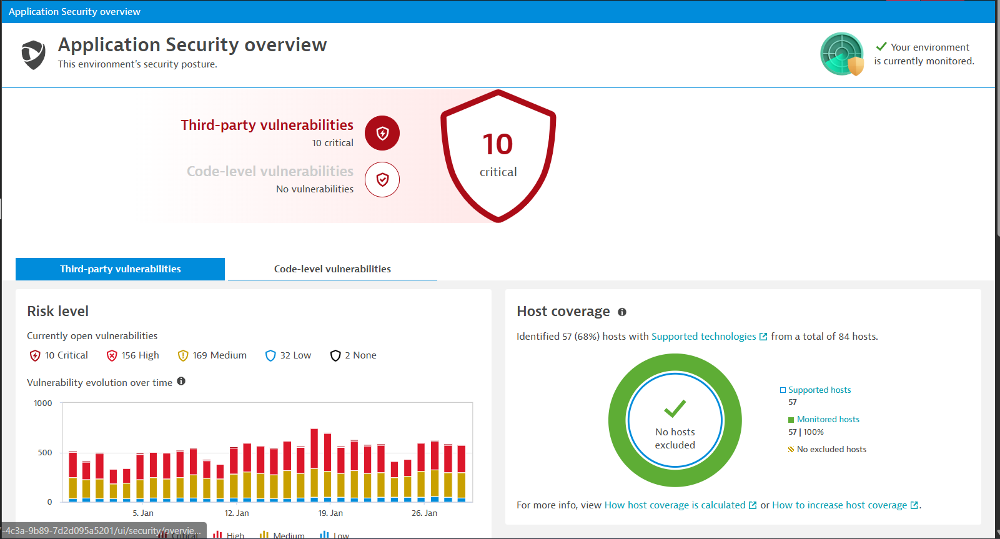 Application Security overview
Application Security overview
This environment's security posture.
Your environment
is currently monitored.
Third-party vulnerabilities
10 critical
Code-level vulnerabilities
No vulnerabilities
10
critical
Third-party vulnerabilities
Code-level vulnerabilities
Risk level
Currently open vulnerabilities
10 Critical 156 High 169 Medium 32 Low 2 None
Vulnerability evolution over time
1000
500
0
5. Jan 12. Jan 19. Jan 26. Jan
Critical High Medium Low
-4c3a-9b89-7d2d095a5201/ui/security/overvie...
Host coverage
Identified 57 (68%) hosts with Supported technologies from a total of 84 hosts.
No hosts
excluded
Supported hosts
57
Monitored hosts
57 | 100%
No excluded hosts
For more info, view How host coverage is calculated or How to increase host coverage.